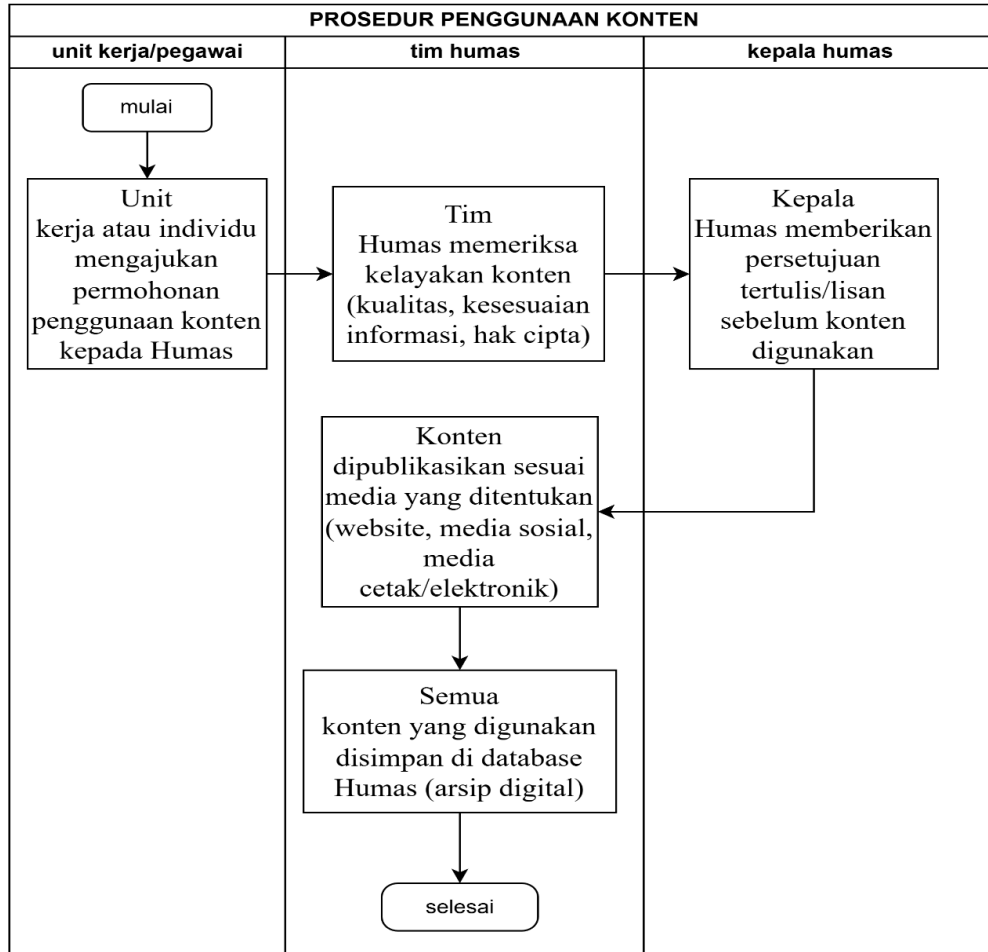 PROSEDUR PENGGUNAAN KONTEN
unit kerja/pegawai
tim humas
kepala humas
mulai
Unit
kerja atau individu
mengajukan
permohonan
penggunaan konten
kepada Humas
Tim
Humas memeriksa
kelayakan konten
(kualitas, kesesuaian
informasi, hak cipta)
Kepala
Humas memberikan
persetujuan
tertulis/lisan
sebelum konten
digunakan
Konten
dipublikasikan sesuai
media yang ditentukan
(website, media sosial,
media
cetak/elektronik)
Semua
konten yang digunakan
disimpan di database
Humas (arsip digital)
selesai